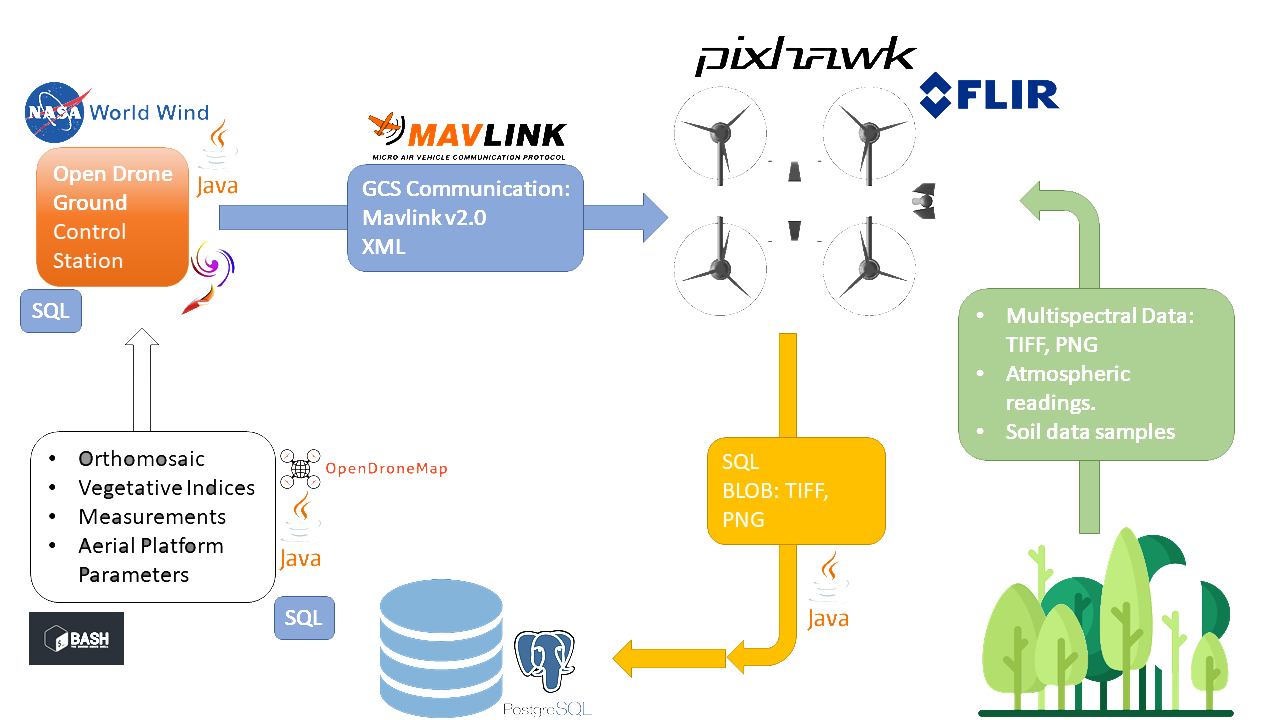 pixhawk
FLIR
NASA
World Wind
Java
MAVLINK
MICRO AIR VEHICLE COMMUNICATION PROTOCOL
Open Drone
Ground
Control
Station
SQL
GCS Communication:
Mavlink v2.0
XML
• Multispectral Data:
TIFF, PNG
• Atmospheric
readings.
• Soil data samples
• Orthomosaic
• Vegetative Indices
• Measurements
• Aerial Platform
Parameters
OpenDroneMap
Java
SQL
BASH
SQL
BLOB: TIFF,
PNG
Java
PostgreSQL